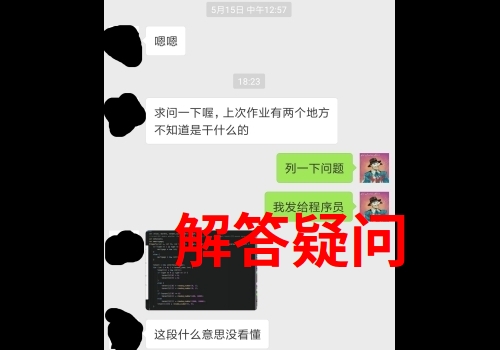 5月15日 中午12:57
嗯嗯
18:23
求问一下喔，上次作业有两个地方
不知道是干什么的
列一下问题
我发给程序员
解答疑问
这段什么意思没看懂